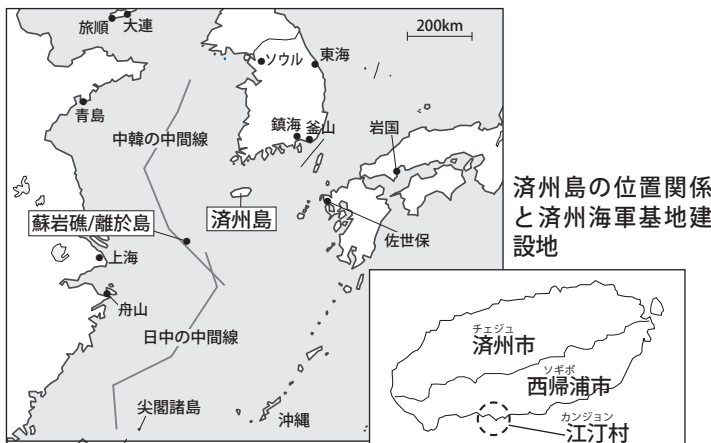 旅順
大連
200km
ソウル
東海
青島
中韓の中間線
鎮海
釜山
岩国
済州島の位置関係
と済州海軍基地建
設地
蘇岩礁/離於島
済州島
佐世保
上海
舟山
日中の中間線
尖閣諸島
沖縄
チェジュ
済州市
ソギポ
西帰浦市
カンジョン
江汀村